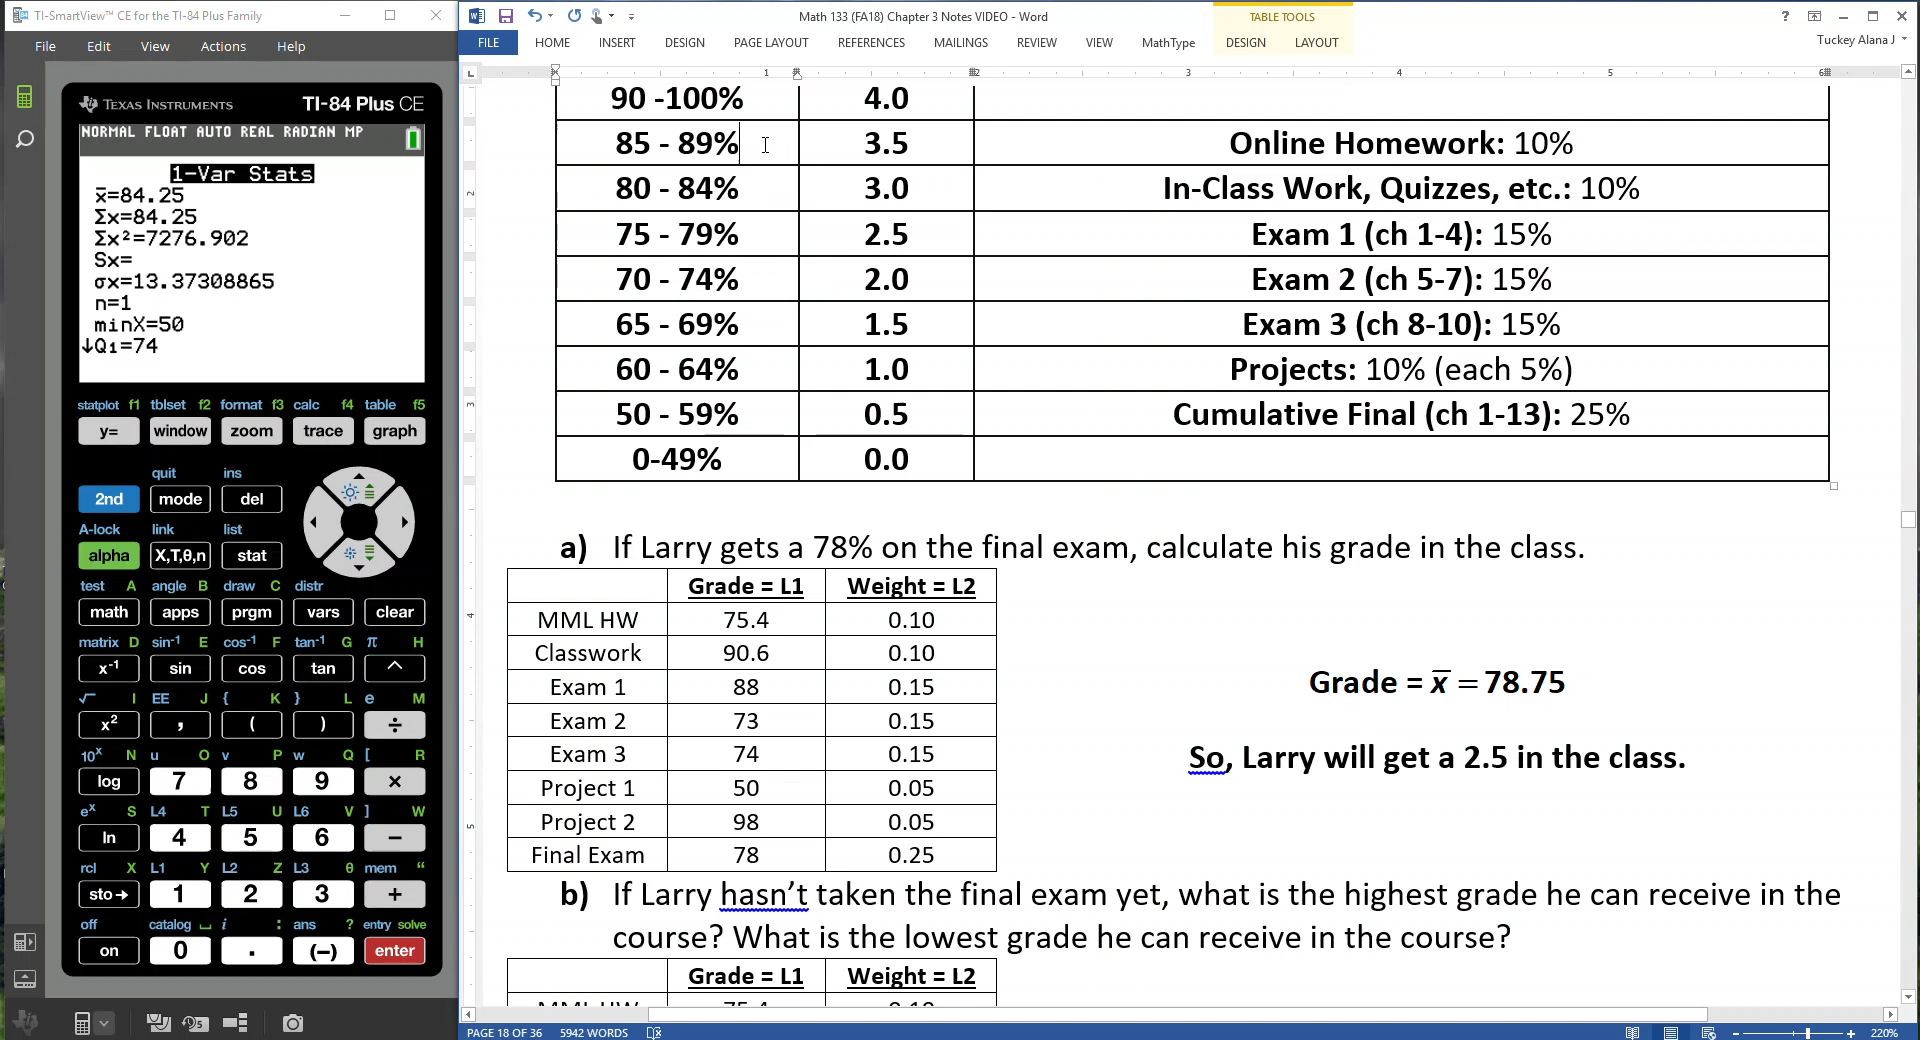 TI-SmartView™ CE for the TI-84 Plus Family
File Edit View Actions Help
TEXAS INSTRUMENTS TI-84 Plus CE
NORMAL FLOAT AUTO REAL RADIAN MP
1-Var Stats
x̄=84.25
Σx=84.25
Σx²=7276.902
Sx=
σx=13.37308865
n=1
minX=50
↓Q₁=74
statplot f1 tblset f2 format f3 calc f4 table f5
y= window zoom trace graph
quit ins
2nd mode del
A-lock link list
alpha X,T,θ,n stat
test A angle B draw C distr
math apps prgm vars clear
matrix D sin⁻¹ E cos⁻¹ F tan⁻¹ G π H
x⁻¹ sin cos tan ^
√ I EE J { K } L e M
x² , ( ) ÷
10ˣ N u O v P w Q [ R
log 7 8 9 ×
eˣ S L4 T L5 U L6 V ] W
ln 4 5 6 −
rcl X L1 Y L2 Z L3 θ mem “
sto→ 1 2 3 +
off catalog ⎵ i : ans ? entry solve
on 0 . (−) enter
Math 133 (FA18) Chapter 3 Notes VIDEO - Word
TABLE TOOLS
?
Tuckey Alana J
FILE HOME INSERT DESIGN PAGE LAYOUT REFERENCES MAILINGS REVIEW VIEW MathType DESIGN LAYOUT
1 2 3 4 5 6
90 -100% 4.0
85 - 89% 3.5 Online Homework: 10%
80 - 84% 3.0 In-Class Work, Quizzes, etc.: 10%
75 - 79% 2.5 Exam 1 (ch 1-4): 15%
70 - 74% 2.0 Exam 2 (ch 5-7): 15%
65 - 69% 1.5 Exam 3 (ch 8-10): 15%
60 - 64% 1.0 Projects: 10% (each 5%)
50 - 59% 0.5 Cumulative Final (ch 1-13): 25%
0-49% 0.0
a) If Larry gets a 78% on the final exam, calculate his grade in the class.
Grade = L1 Weight = L2
MML HW 75.4 0.10
Classwork 90.6 0.10
Exam 1 88 0.15
Exam 2 73 0.15
Exam 3 74 0.15
Project 1 50 0.05
Project 2 98 0.05
Final Exam 78 0.25
Grade = x̄ = 78.75
So, Larry will get a 2.5 in the class.
b) If Larry hasn’t taken the final exam yet, what is the highest grade he can receive in the
course? What is the lowest grade he can receive in the course?
Grade = L1 Weight = L2
MML HW 75.4 0.10
PAGE 18 OF 36 5942 WORDS 220%